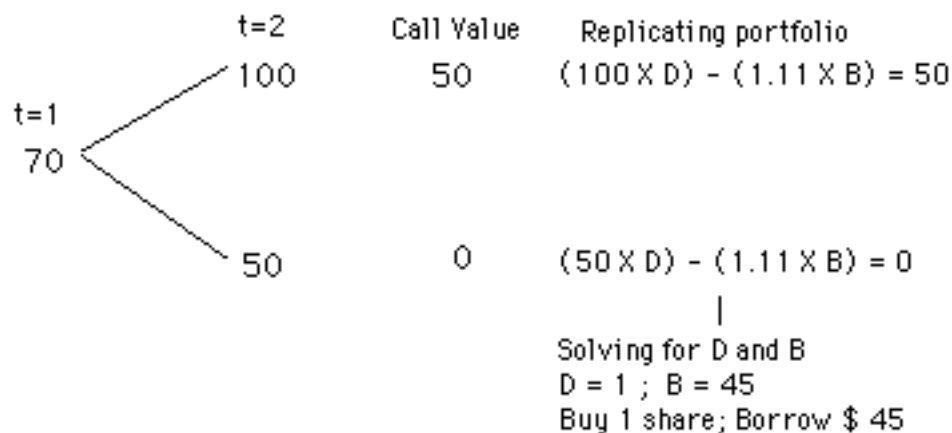 t=2 Call Value Replicating portfolio
100 50 (100 X D) - (1.11 X B) = 50
t=1
70
50 0 (50 X D) - (1.11 X B) = 0
Solving for D and B
D = 1 ; B = 45
Buy 1 share; Borrow $ 45